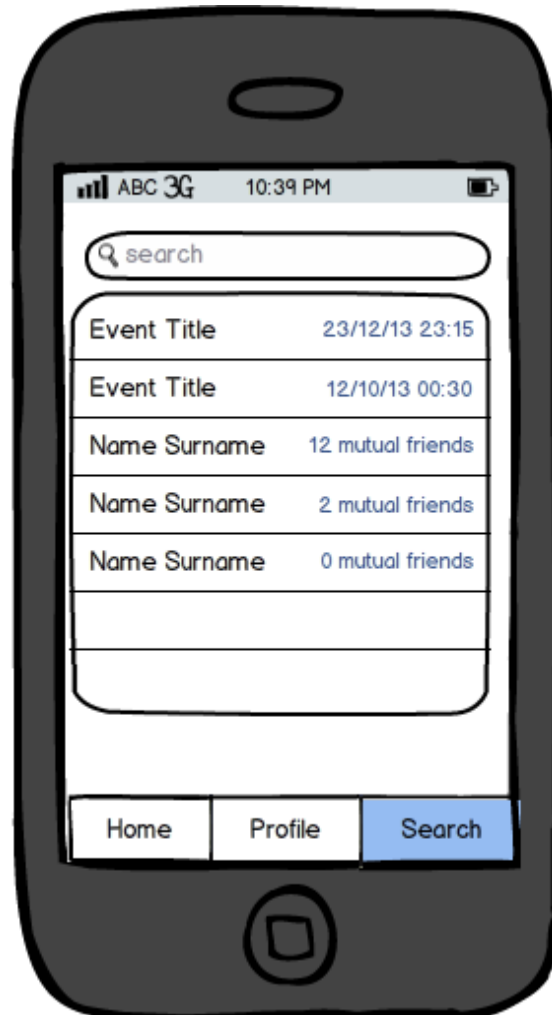 ABC 3G 10:39 PM
search
Event Title 23/12/13 23:15
Event Title 12/10/13 00:30
Name Surname 12 mutual friends
Name Surname 2 mutual friends
Name Surname 0 mutual friends
Home Profile Search